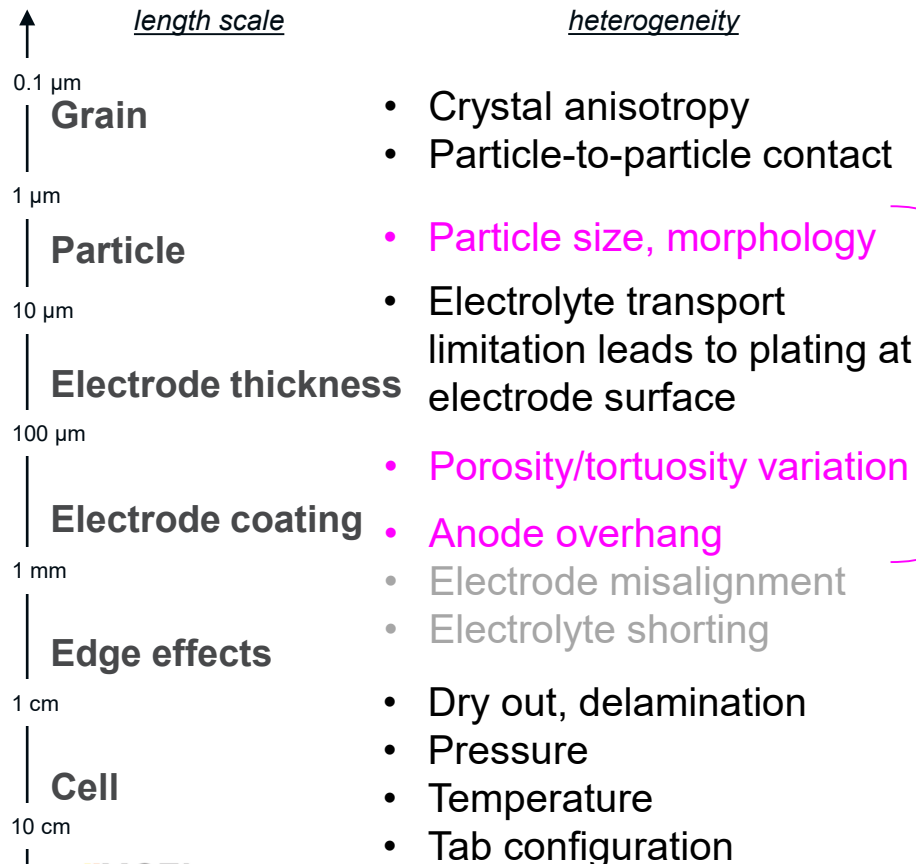 length scale
heterogeneity
0.1 µm
Grain
• Crystal anisotropy
• Particle-to-particle contact
1 µm
Particle
• Particle size, morphology
10 µm
• Electrolyte transport
limitation leads to plating at
electrode surface
Electrode thickness
100 µm
• Porosity/tortuosity variation
Electrode coating
• Anode overhang
1 mm
• Electrode misalignment
• Electrolyte shorting
Edge effects
1 cm
• Dry out, delamination
• Pressure
Cell
• Temperature
10 cm
• Tab configuration